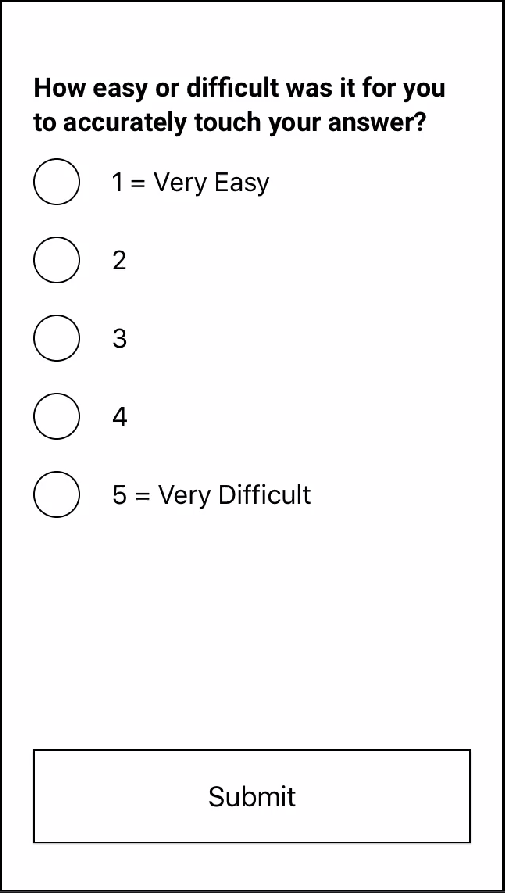 How easy or difficult was it for you
to accurately touch your answer?
1 = Very Easy
2
3
4
5 = Very Difficult
Submit